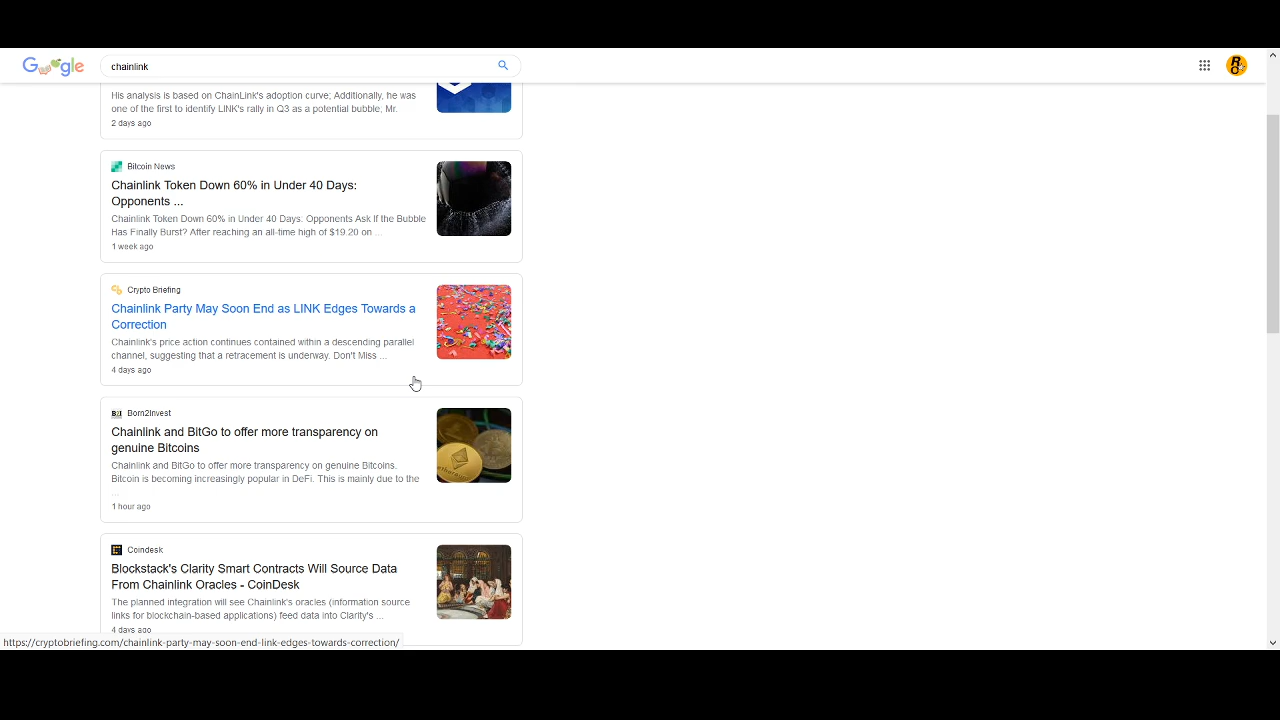 Google
chainlink
His analysis is based on ChainLink's adoption curve; Additionally, he was
one of the first to identify LINK's rally in Q3 as a potential bubble; Mr.
2 days ago
Bitcoin News
Chainlink Token Down 60% in Under 40 Days:
Opponents ...
Chainlink Token Down 60% in Under 40 Days: Opponents Ask If the Bubble
Has Finally Burst? After reaching an all-time high of $19.20 on ...
1 week ago
Crypto Briefing
Chainlink Party May Soon End as LINK Edges Towards a
Correction
Chainlink's price action continues contained within a descending parallel
channel, suggesting that a retracement is underway. Don't Miss ...
4 days ago
B2I Born2Invest
Chainlink and BitGo to offer more transparency on
genuine Bitcoins
Chainlink and BitGo to offer more transparency on genuine Bitcoins.
Bitcoin is becoming increasingly popular in DeFi. This is mainly due to the
...
1 hour ago
Coindesk
Blockstack's Clarity Smart Contracts Will Source Data
From Chainlink Oracles - CoinDesk
The planned integration will see Chainlink's oracles (information source
links for blockchain-based applications) feed data into Clarity's ...
4 days ago
https://cryptobriefing.com/chainlink-party-may-soon-end-link-edges-towards-correction/